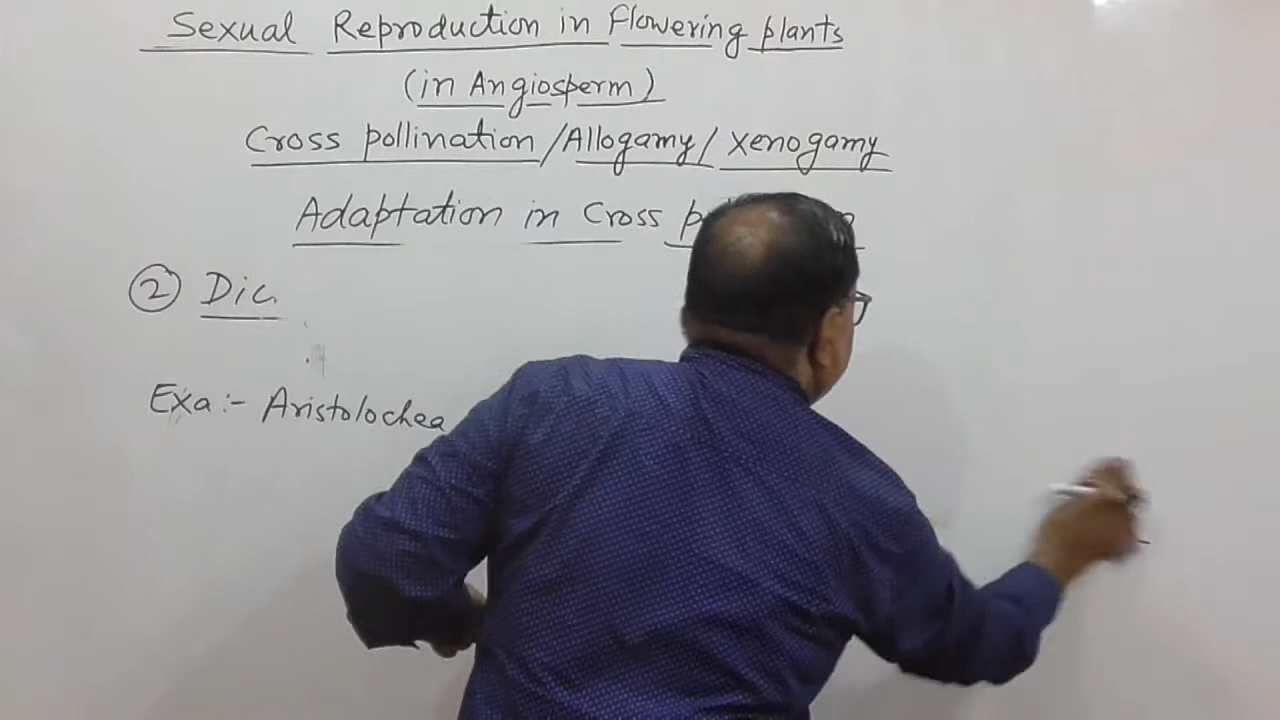 Sexual Reproduction in Flowering plants
(in Angiosperm)
Cross pollination/Allogamy/Xenogamy
Adaptation in Cross
② Dic.
Exa:- Aristolochea